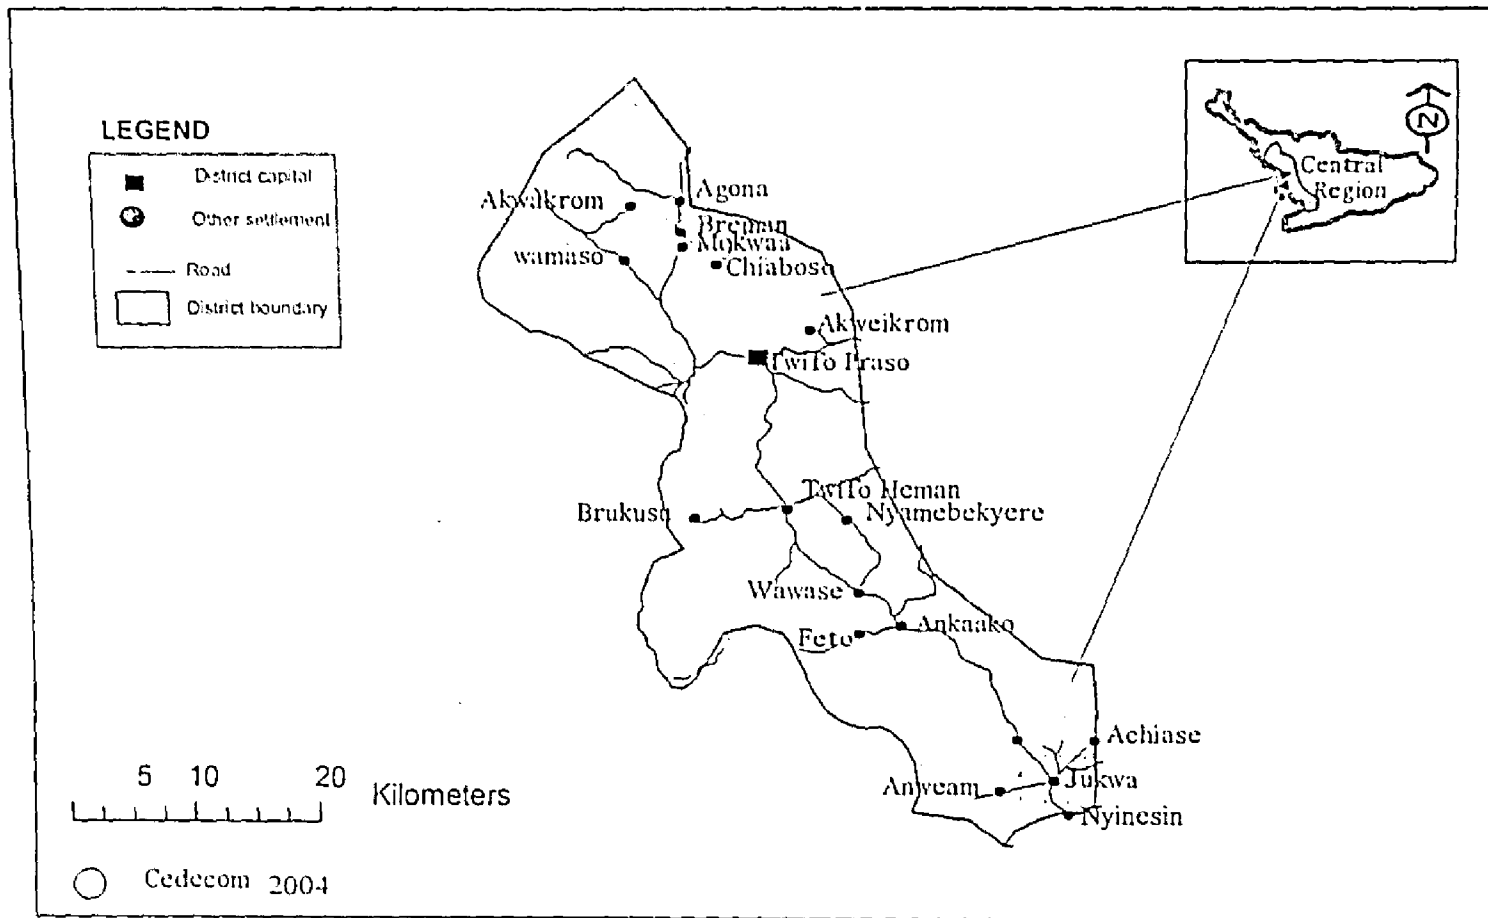 LEGEND
District capital
Other settlement
Road
District boundary
N
Central
Region
Agona
Akwakrom
Breman
Mokwaa
wamaso
Chiaboso
Akweikrom
Twifo Praso
Twifo Heman
Brukusu
Nyamebekyere
Wawase
Ankaako
Feto
Achiase
Jukwa
Anweam
Nyinesin
5 10 20
Kilometers
Cedecom 2004